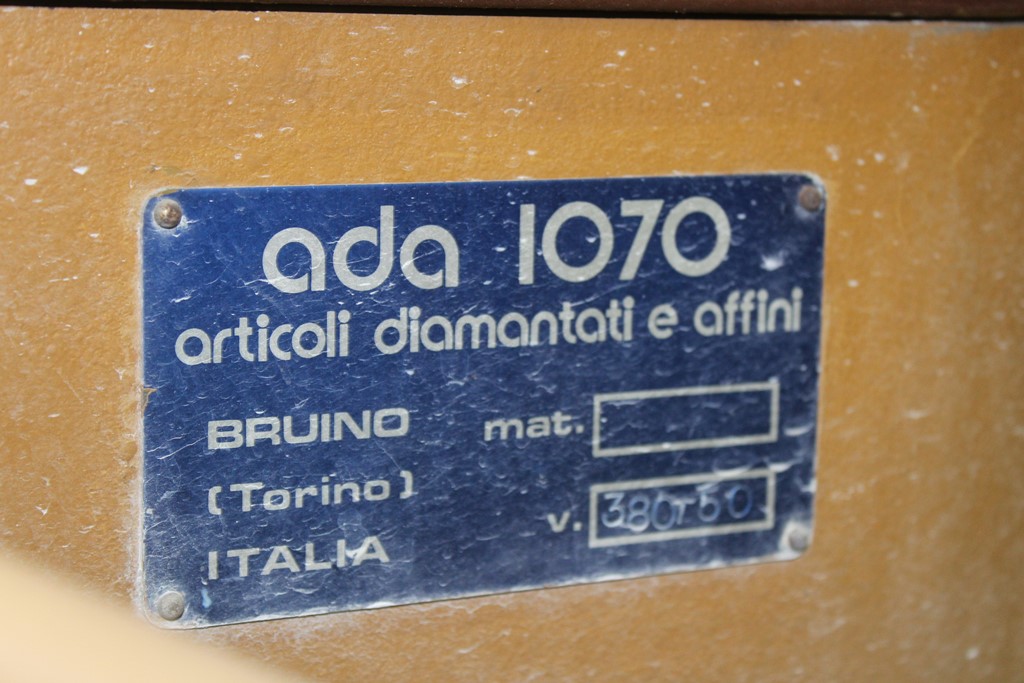 ada 1070
articoli diamantati e affini
BRUINO mat.
(Torino)
v. 380-50
ITALIA